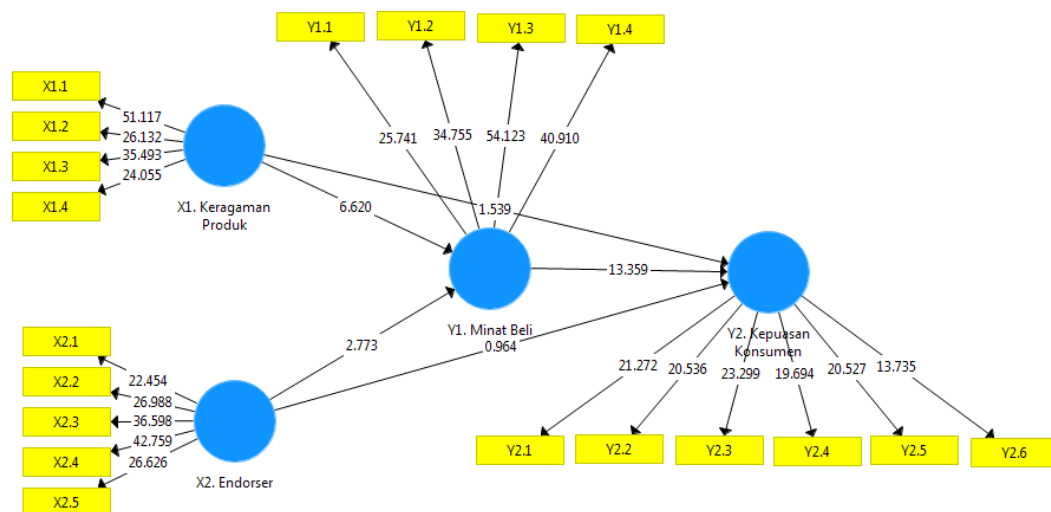 Y1.1
Y1.2
Y1.3
Y1.4
X1.1
X1.2
X1.3
X1.4
51.117
26.132
35.493
24.055
25.741
34.755
54.123
40.910
X1. Keragaman
Produk
6.620
1.539
13.359
Y1. Minat Beli
Y2. Kepuasan
Konsumen
2.773
0.964
X2.1
X2.2
X2.3
X2.4
X2.5
22.454
26.988
36.598
42.759
26.626
X2. Endorser
21.272
20.536
23.299
19.694
20.527
13.735
Y2.1
Y2.2
Y2.3
Y2.4
Y2.5
Y2.6